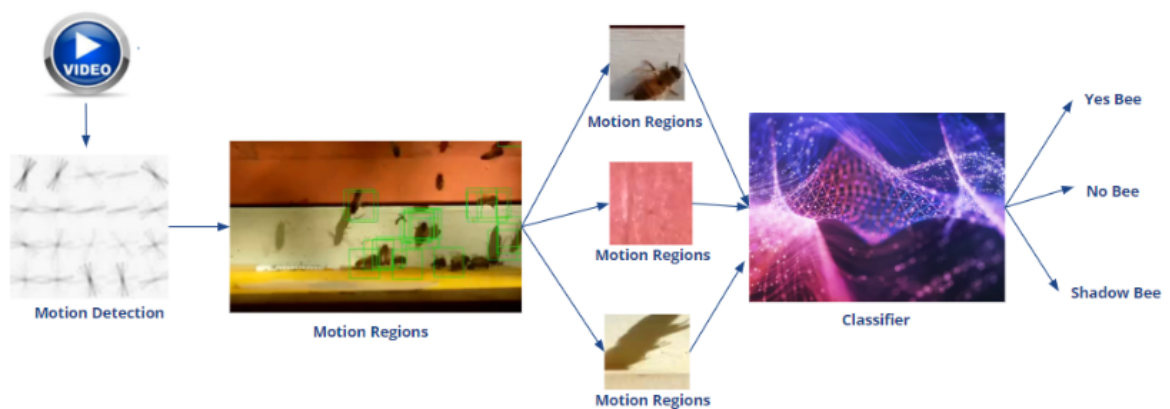 VIDEO
Motion Detection
Motion Regions
Motion Regions
Motion Regions
Motion Regions
Classifier
Yes Bee
No Bee
Shadow Bee